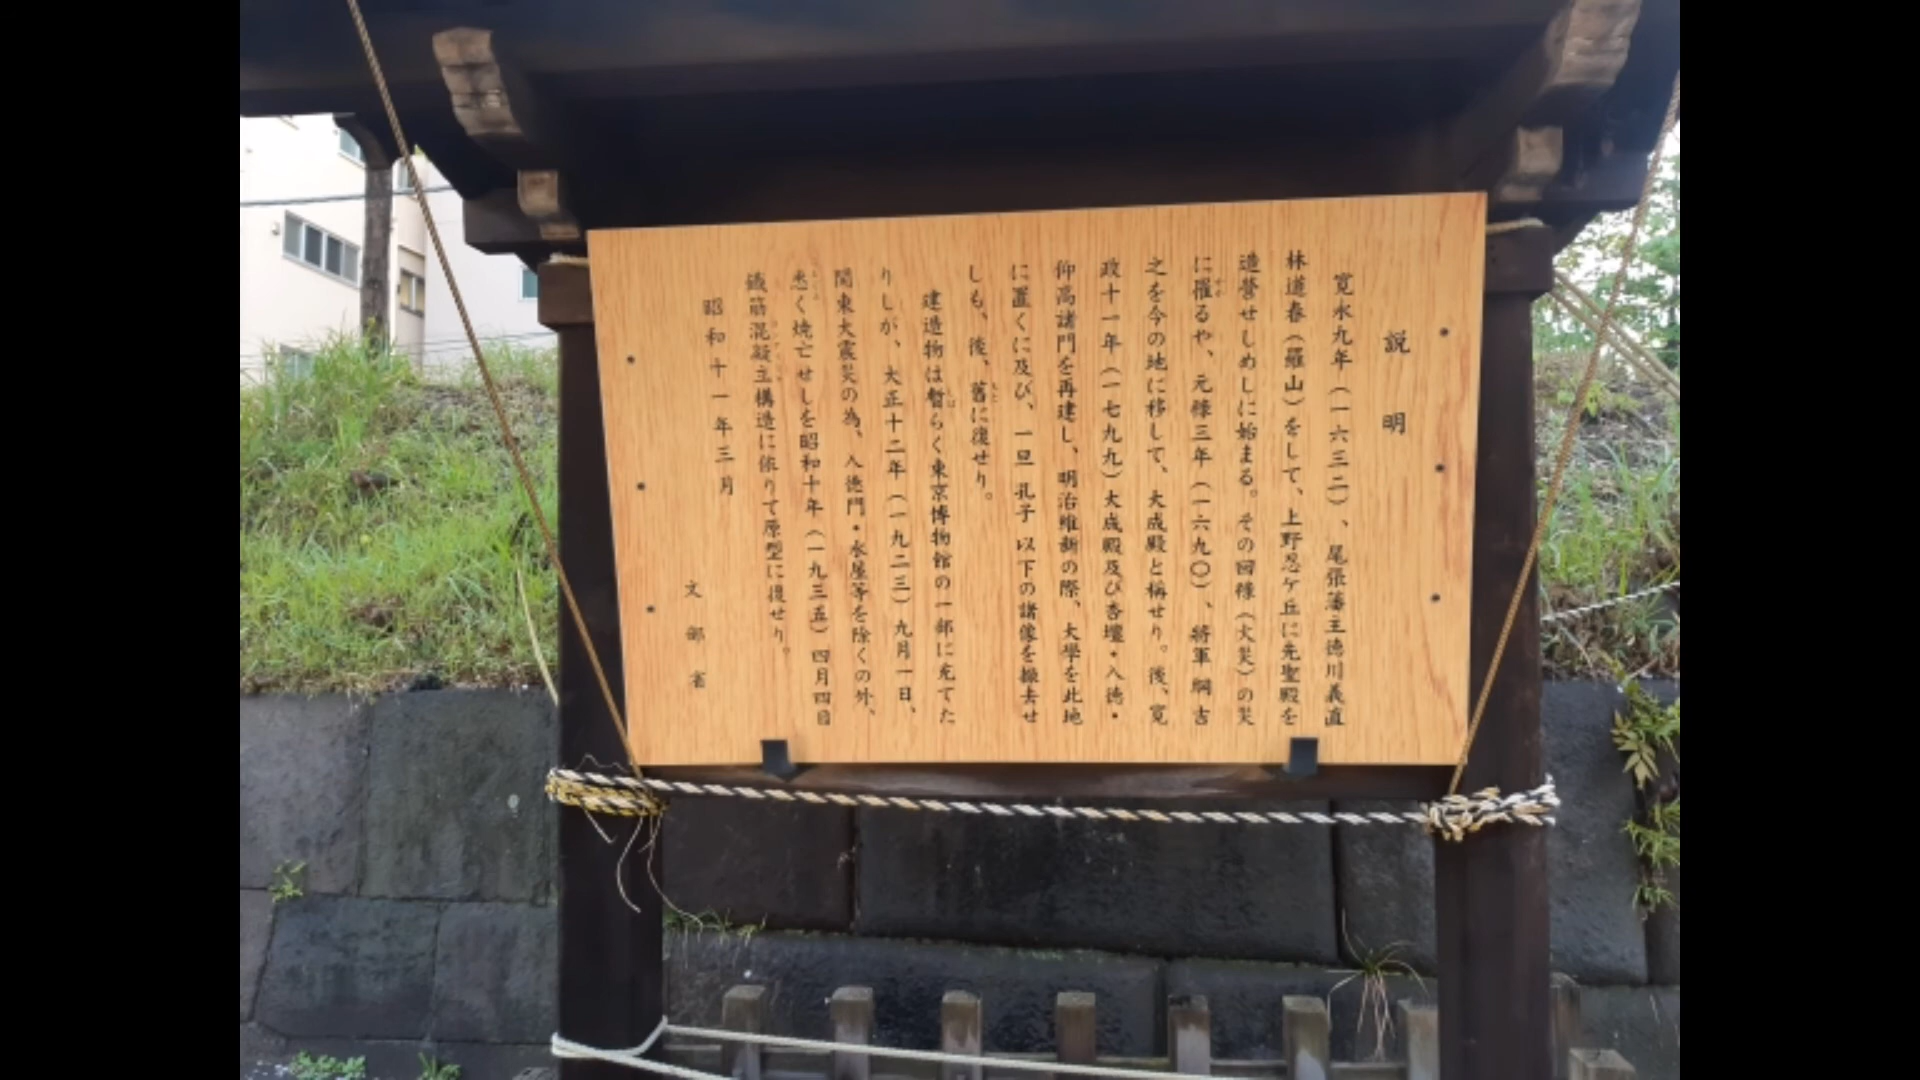 説明
寛永九年(一六三二)、尾張藩主徳川義直
林道春(羅山)をして、上野忍ケ丘に先聖殿を
造営せしめしに始まる。その回祿(火災)の災
に罹るや、元祿三年(一六九〇)、将軍綱吉
之を今の地に移して、大成殿と称せり。後、寛
政十一年(一七九九)大成殿及び杏壇・入徳・
仰高諸門を再建し、明治維新の際、大學を此地
に置くに及び、一旦孔子以下の諸像を撤去せ
しも、後、舊に復せり。
建造物は暫らく東京博物館の一部に充てた
りしが、大正十二年(一九二三)九月一日、
関東大震災の為、入徳門・水屋等を除くの外、
悉く焼亡せしを昭和十年(一九三五)四月四日
鐵筋混凝土構造に依りて原型に復せり。
昭和十一年三月
文部省